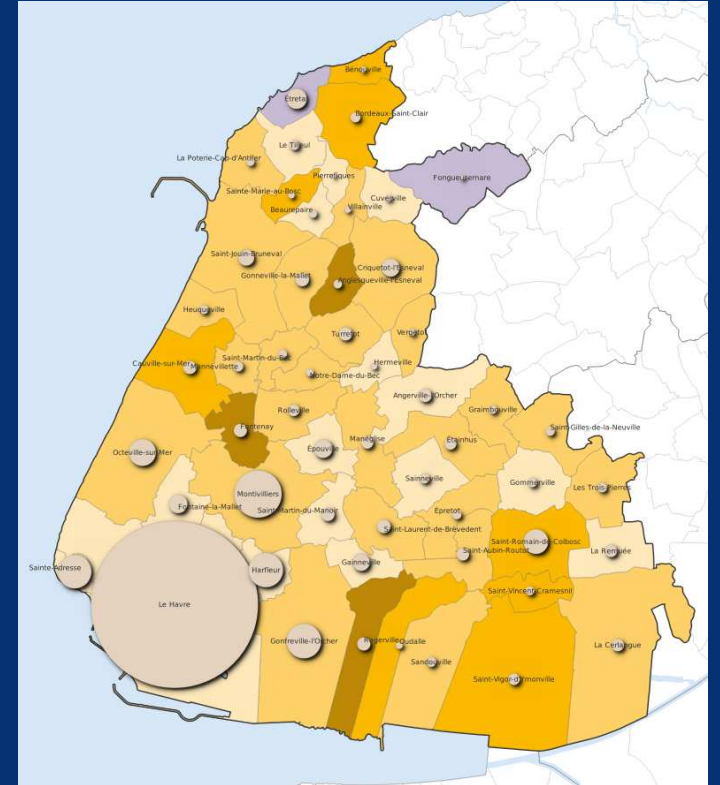 Bénouville
Étretat
Bordeaux-Saint-Clair
Le Tilleul
La Poterie-Cap-d'Antifer
Pierrefiques
Fongueusemare
Sainte-Marie-au-Bosc
Cuverville
Beaurepaire
Villainville
Saint-Jouin-Bruneval
Criquetot-l'Esneval
Gonneville-la-Mallet
Anglesqueville-l'Esneval
Heuqueville
Turretot
Vergetot
Saint-Martin-du-Bec
Cauville-sur-Mer
Mannevillette
Hermeville
Notre-Dame-du-Bec
Angerville-l'Orcher
Rolleville
Graimbouville
Fontenay
Saint-Gilles-de-la-Neuville
Manéglise
Étainhus
Épouville
Octeville-sur-Mer
Sainneville
Gommerville
Les Trois-Pierres
Montivilliers
Fontaine-la-Mallet
Saint-Martin-du-Manoir
Épretot
Saint-Laurent-de-Brèvedent
Saint-Romain-de-Colbosc
Saint-Aubin-Routot
La Remuée
Gainneville
Sainte-Adresse
Harfleur
Saint-Vincent-Cramesnil
Le Havre
Gonfreville-l'Orcher
Rogerville
Oudalle
La Cerlangue
Sandouville
Saint-Vigor-d'Ymonville